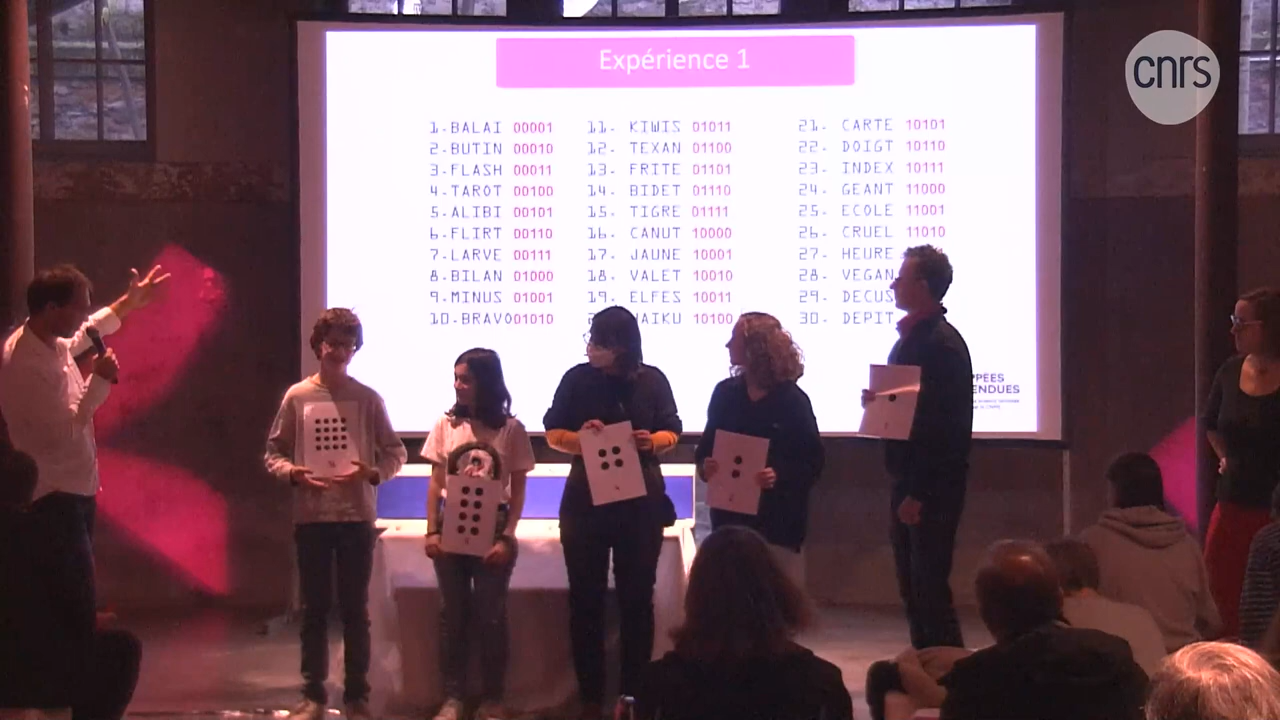 cnrs
Expérience 1
1.BALAI 00001
2.BUTIN 00010
3.FLASH 00011
4.TAROT 00100
5.ALIBI 00101
6.FLIRT 00110
7.LARVE 00111
8.BILAN 01000
9.MINUS 01001
10.BRAVO01010
11. KIWIS 01011
12. TEXAN 01100
13. FRITE 01101
14. BIDET 01110
15. TIGRE 01111
16. CANUT 10000
17. JAUNE 10001
18. VALET 10010
19. ELFES 10011
HAIKU 10100
21. CARTE 10101
22. DOIGT 10110
23. INDEX 10111
24. GEANT 11000
25. ECOLE 11001
26. CRUEL 11010
27. HEURE
28. VEGAN
29. DECUS
30. DEPIT
PPÉES
ENDUES